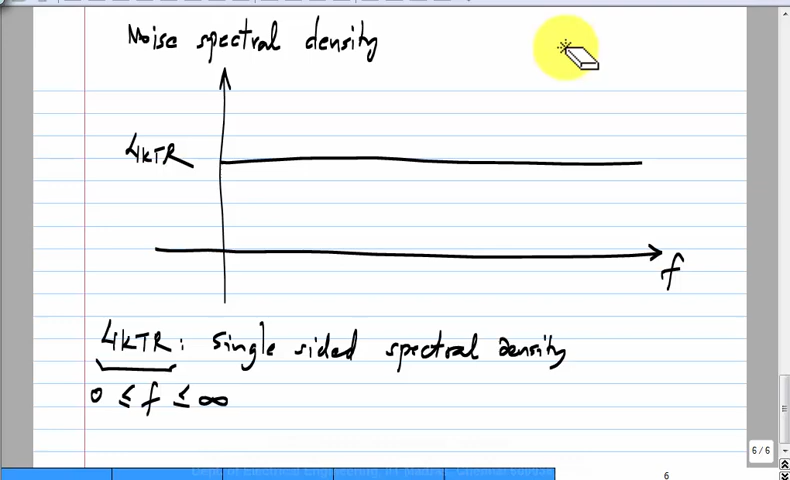 Noise spectral density
4kTR
f
4kTR : Single sided spectral density
0 ≤ f ≤ ∞
6/6
6